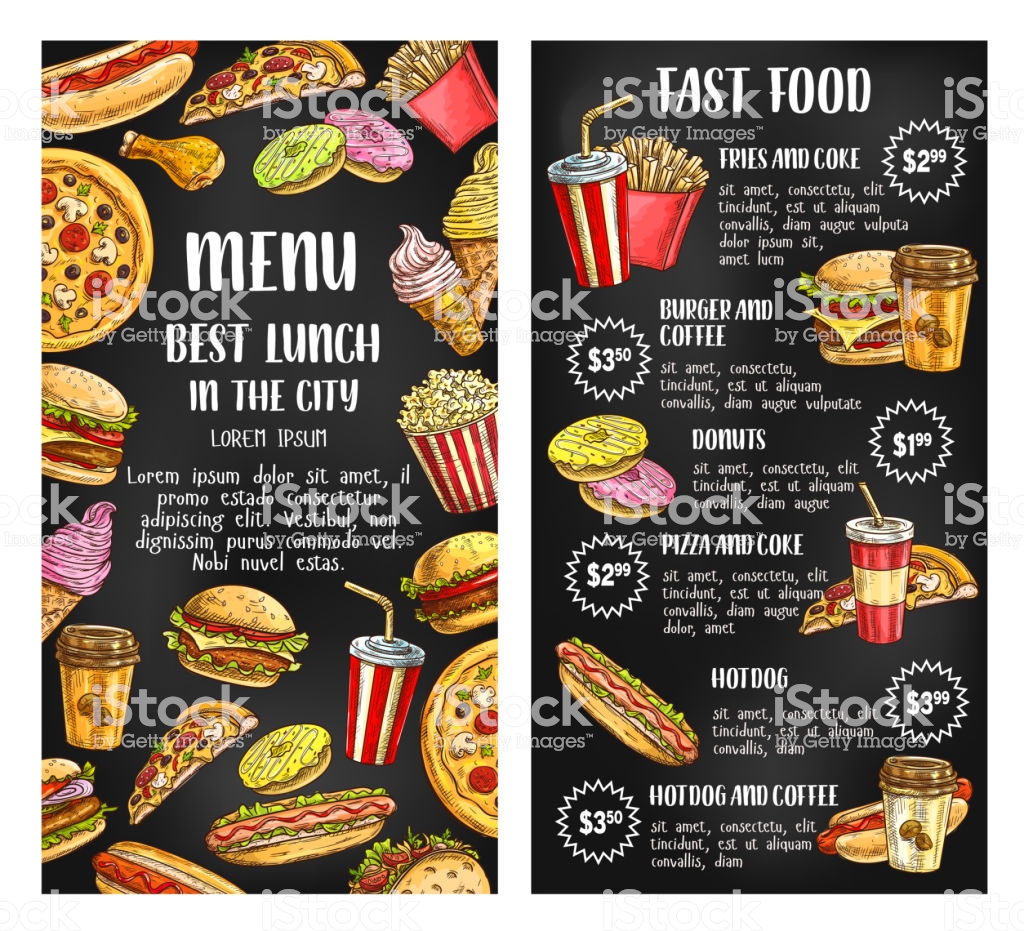 MENU
BEST LUNCH
IN THE CITY
LOREM IPSUM
Lorem ipsum dolor sit amet, il
promo estado consectetur
adipiscing elit. Vestibul, non
dignissim purus commodo vel.
Nobi nuvel estas.
FAST FOOD
FRIES AND COKE
$2.99
sit amet, consectetu, elit
tincidunt, est ut aliquam
convallis, diam augue vulputa
dolor ipsum sit,
amet lucm
BURGER AND
COFFEE
$3.50
sit amet, consectetu,
tincidunt, est ut aliquam
convallis, diam augue vulputate
DONUTS
$1.99
sit amet, consectetu, elit
tincidunt, est ut aliquam
convallis, diam augue
PIZZA AND COKE
$2.99
sit amet, consectetu, elit
tincidunt, est ut aliquam
convallis, diam augue
dolor, amet
HOTDOG
$3.99
sit amet, consectetu, elit
tincidunt, est ut aliquam
convallis, diam
HOTDOG AND COFFEE
$3.50
sit amet, consectetu, elit
tincidunt, est ut aliquam
convallis, diam
iStock
by Getty Images™